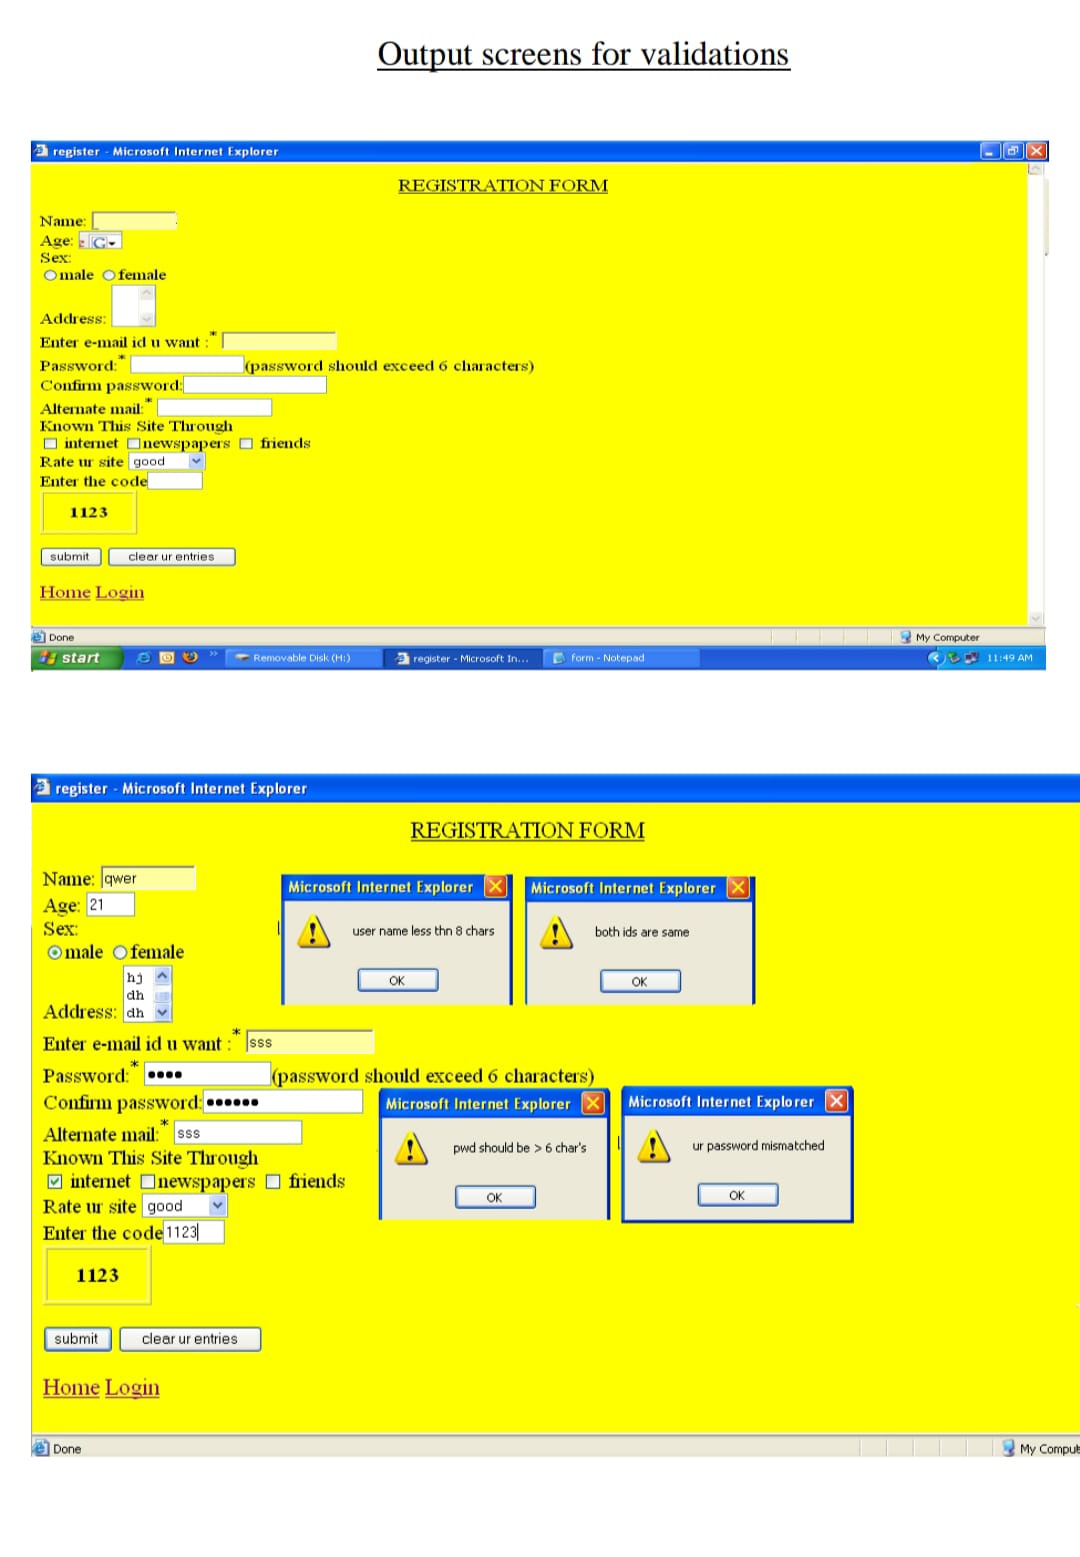 Output screens for validations
register - Microsoft Internet Explorer
REGISTRATION FORM
Name:
Age:
Sex:
male female
Address:
Enter e-mail id u want :*
Password:* (password should exceed 6 characters)
Confirm password:
Alternate mail:*
Known This Site Through
internet newspapers friends
Rate ur site good
Enter the code
1123
submit clear ur entries
Home Login
Done My Computer
start Removable Disk (H:) register - Microsoft In... form - Notepad 11:49 AM
register - Microsoft Internet Explorer
REGISTRATION FORM
Name: qwer
Age: 21
Sex:
male female
hj
dh
Address: dh
Microsoft Internet Explorer
user name less thn 8 chars
OK
Microsoft Internet Explorer
both ids are same
OK
Enter e-mail id u want :* sss
Password:* •••• (password should exceed 6 characters)
Confirm password: ••••••
Alternate mail:* sss
Known This Site Through
internet newspapers friends
Rate ur site good
Enter the code 1123
1123
Microsoft Internet Explorer
pwd should be > 6 char's
OK
Microsoft Internet Explorer
ur password mismatched
OK
submit clear ur entries
Home Login
Done My Comput